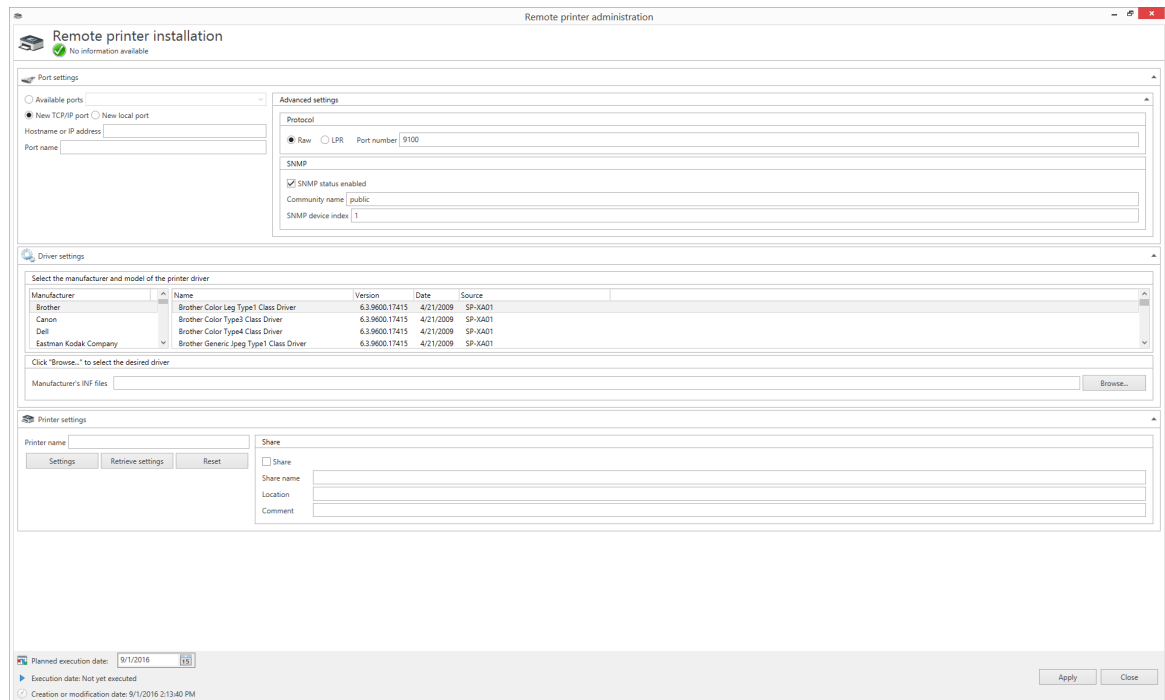 Remote printer administration
Remote printer installation
No information available
Port settings
Available ports
New TCP/IP port New local port
Hostname or IP address
Port name
Advanced settings
Protocol
Raw LPR Port number 9100
SNMP
SNMP status enabled
Community name public
SNMP device index 1
Driver settings
Select the manufacturer and model of the printer driver
Manufacturer Name Version Date Source
Brother Brother Color Leg Type1 Class Driver 6.3.9600.17415 4/21/2009 SP-XA01
Canon Brother Color Type3 Class Driver 6.3.9600.17415 4/21/2009 SP-XA01
Dell Brother Color Type4 Class Driver 6.3.9600.17415 4/21/2009 SP-XA01
Eastman Kodak Company Brother Generic Jpeg Type1 Class Driver 6.3.9600.17415 4/21/2009 SP-XA01
Click "Browse..." to select the desired driver
Manufacturer's INF files Browse...
Printer settings
Printer name
Settings Retrieve settings Reset
Share
Share
Share name
Location
Comment
Planned execution date: 9/1/2016 15
Execution date: Not yet executed
Creation or modification date: 9/1/2016 2:13:40 PM
Apply Close